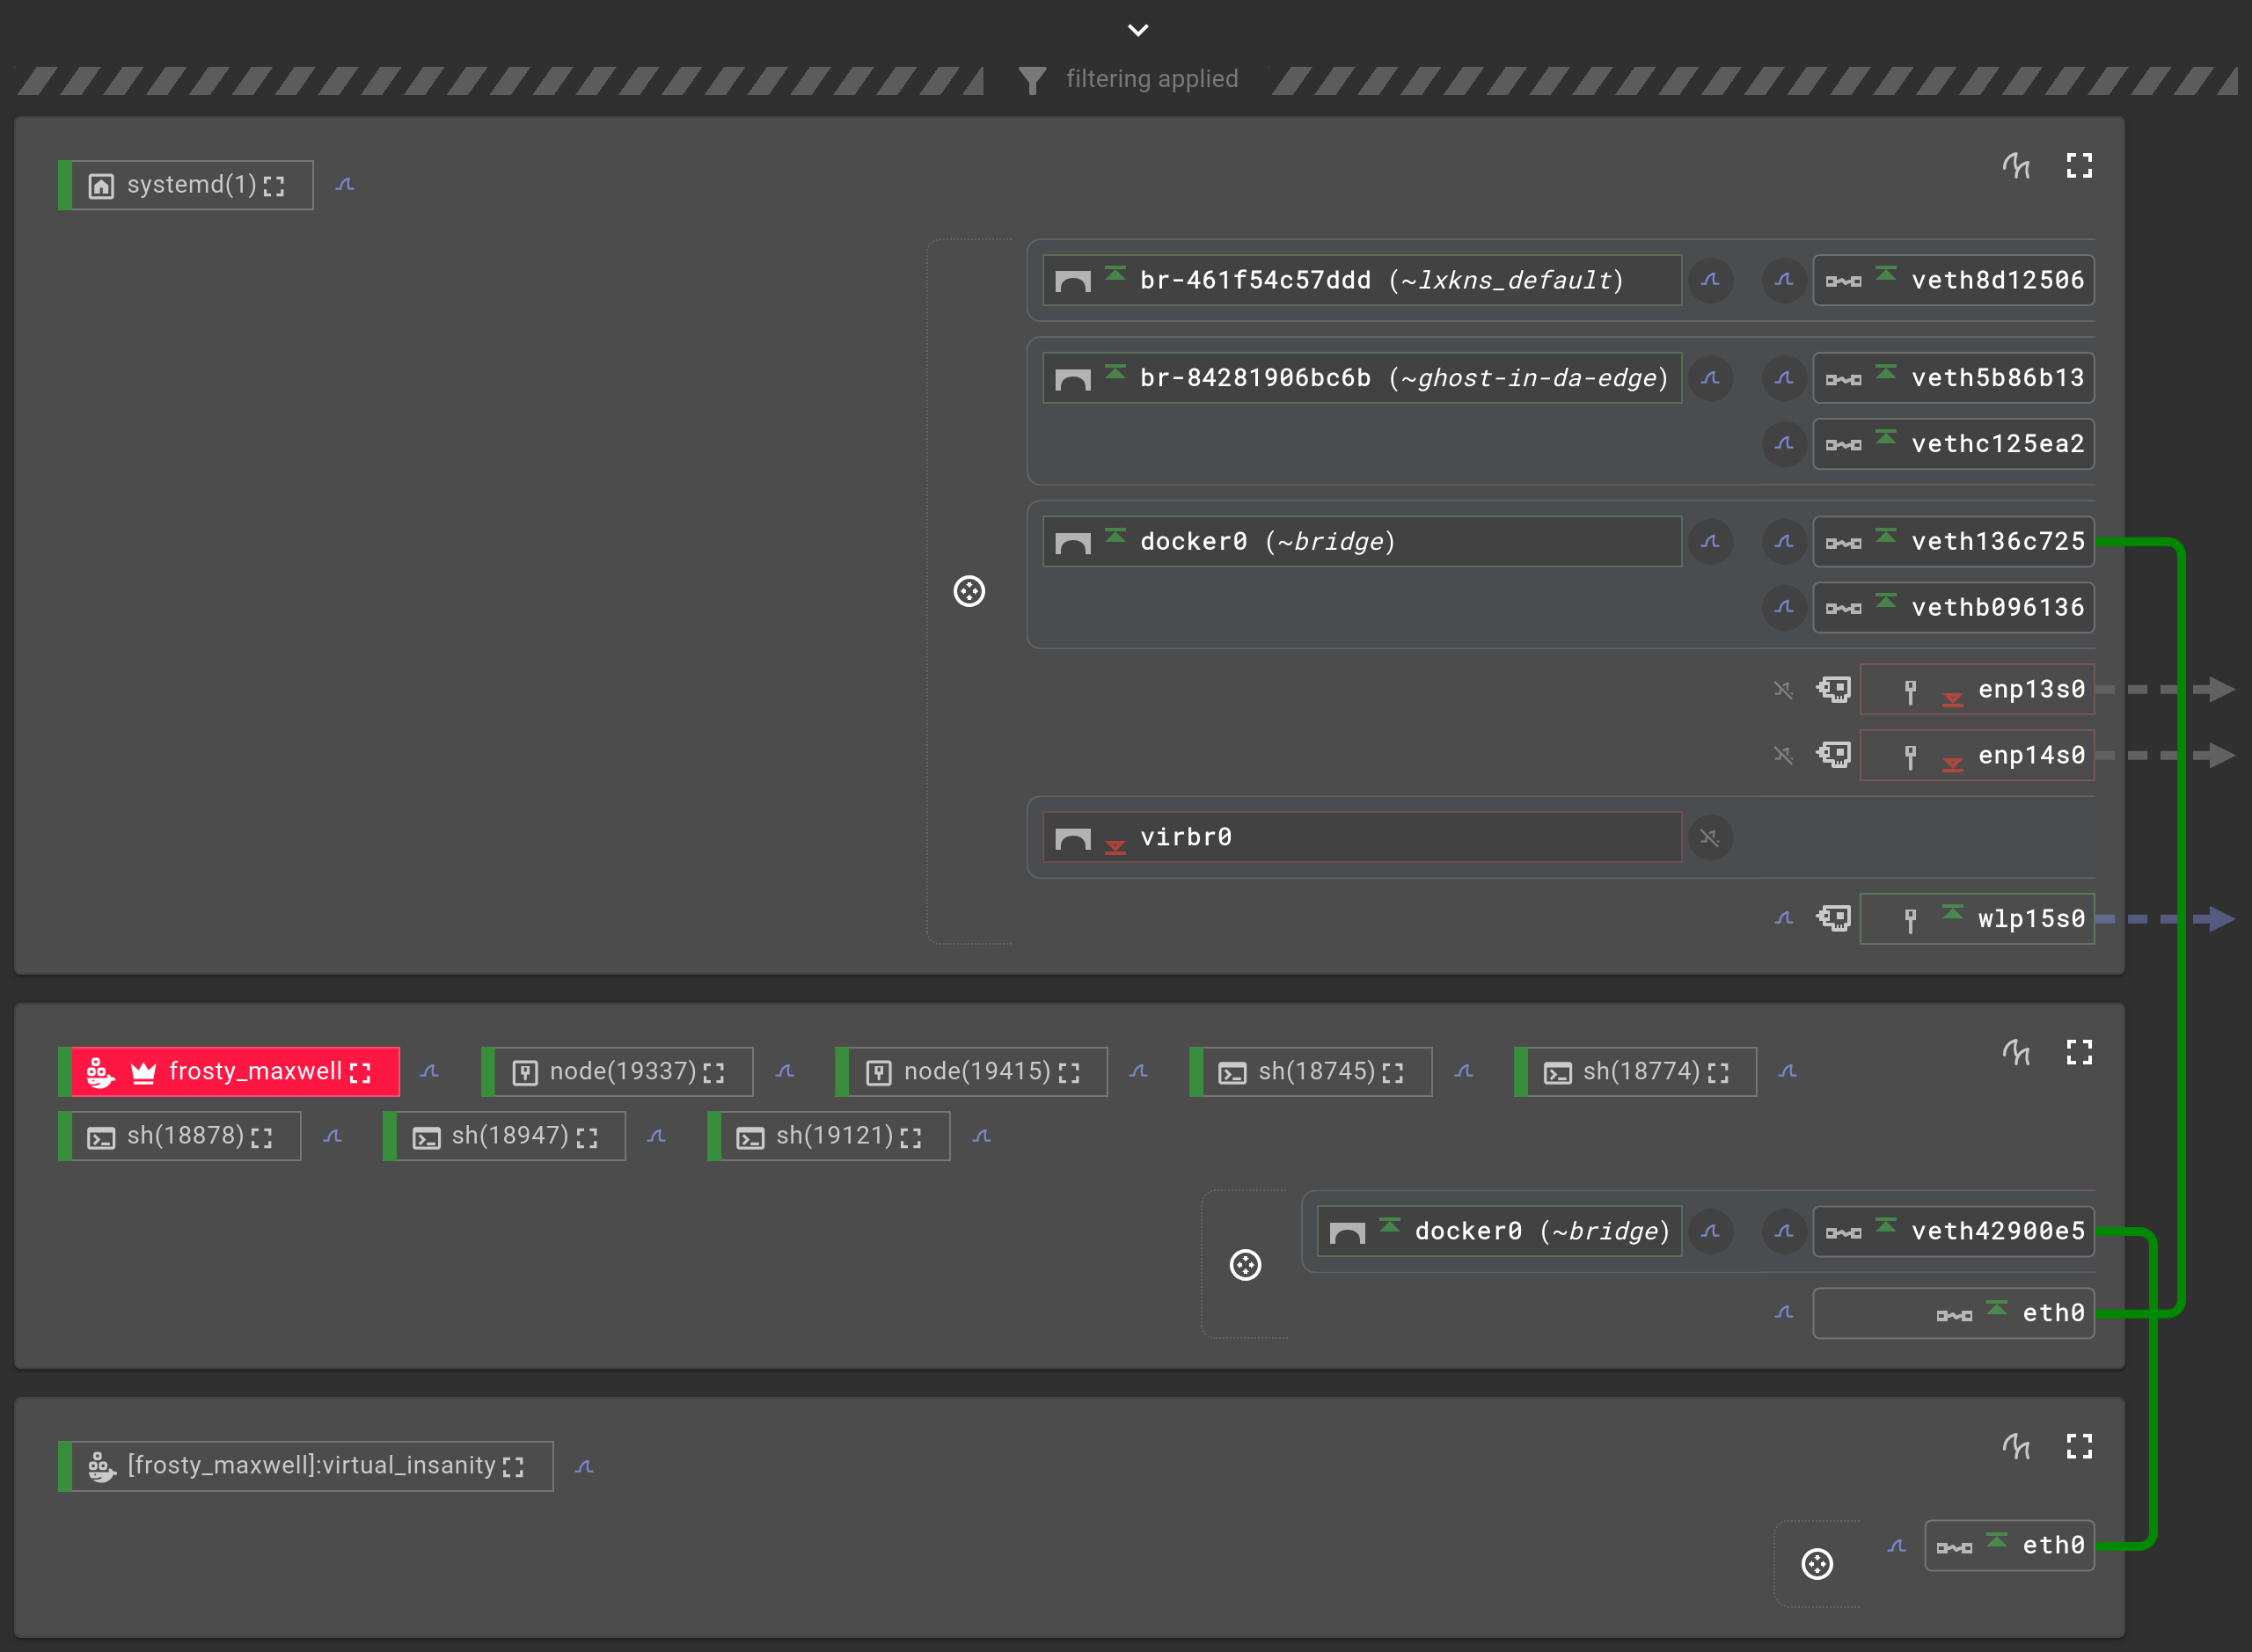 filtering applied
systemd(1)
br-461f54c57ddd (~lxkns_default) veth8d12506
br-84281906bc6b (~ghost-in-da-edge) veth5b86b13
vethc125ea2
docker0 (~bridge) veth136c725
vethb096136
enp13s0
enp14s0
virbr0
wlp15s0
frosty_maxwell node(19337) node(19415) sh(18745) sh(18774)
sh(18878) sh(18947) sh(19121)
docker0 (~bridge) veth42900e5
eth0
[frosty_maxwell]:virtual_insanity
eth0